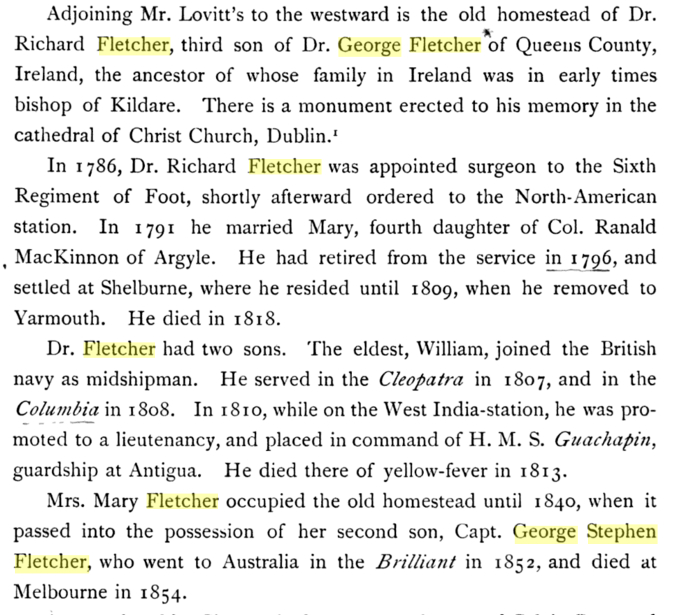 Adjoining Mr. Lovitt's to the westward is the old homestead of Dr.
Richard Fletcher, third son of Dr. George Fletcher of Queens County,
Ireland, the ancestor of whose family in Ireland was in early times
bishop of Kildare. There is a monument erected to his memory in the
cathedral of Christ Church, Dublin.¹
In 1786, Dr. Richard Fletcher was appointed surgeon to the Sixth
Regiment of Foot, shortly afterward ordered to the North-American
station. In 1791 he married Mary, fourth daughter of Col. Ranald
MacKinnon of Argyle. He had retired from the service in 1796, and
settled at Shelburne, where he resided until 1809, when he removed to
Yarmouth. He died in 1818.
Dr. Fletcher had two sons. The eldest, William, joined the British
navy as midshipman. He served in the Cleopatra in 1807, and in the
Columbia in 1808. In 1810, while on the West India-station, he was pro-
moted to a lieutenancy, and placed in command of H. M. S. Guachapin,
guardship at Antigua. He died there of yellow-fever in 1813.
Mrs. Mary Fletcher occupied the old homestead until 1840, when it
passed into the possession of her second son, Capt. George Stephen
Fletcher, who went to Australia in the Brilliant in 1852, and died at
Melbourne in 1854.